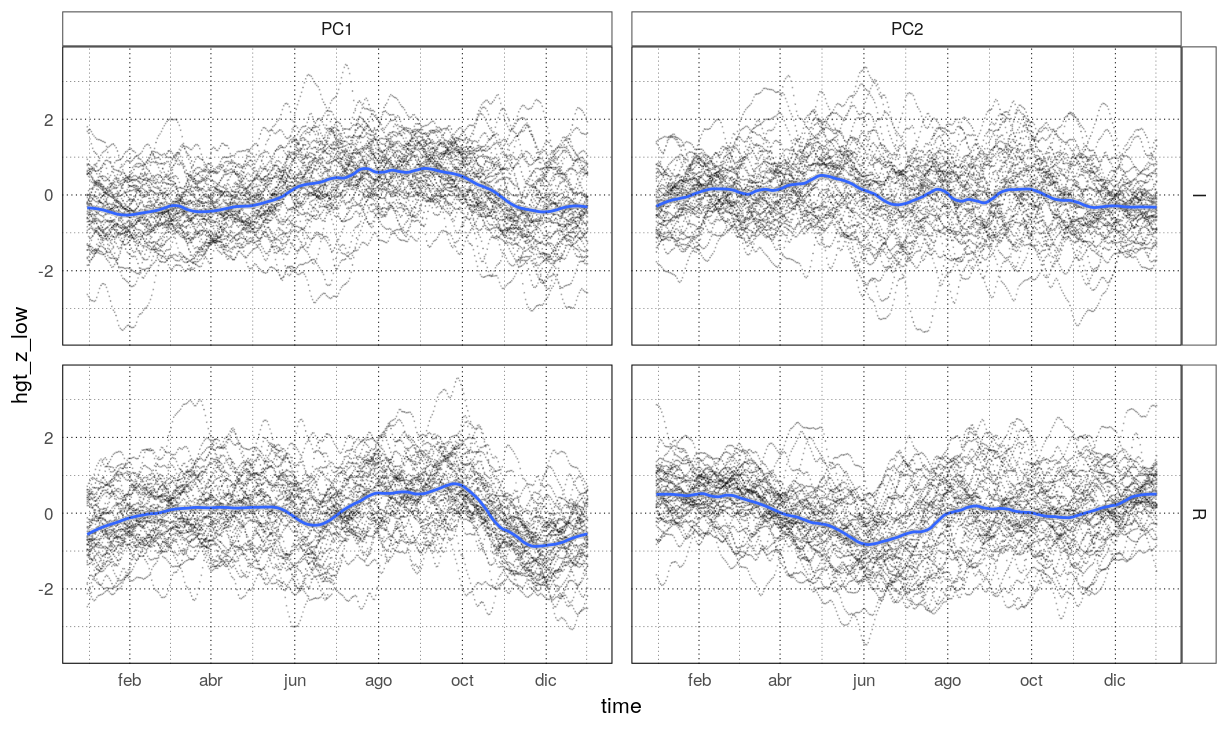 PC1 PC2
2
0
-2
I
hgt_z_low
2
0
-2
R
feb abr jun ago oct dic feb abr jun ago oct dic
time